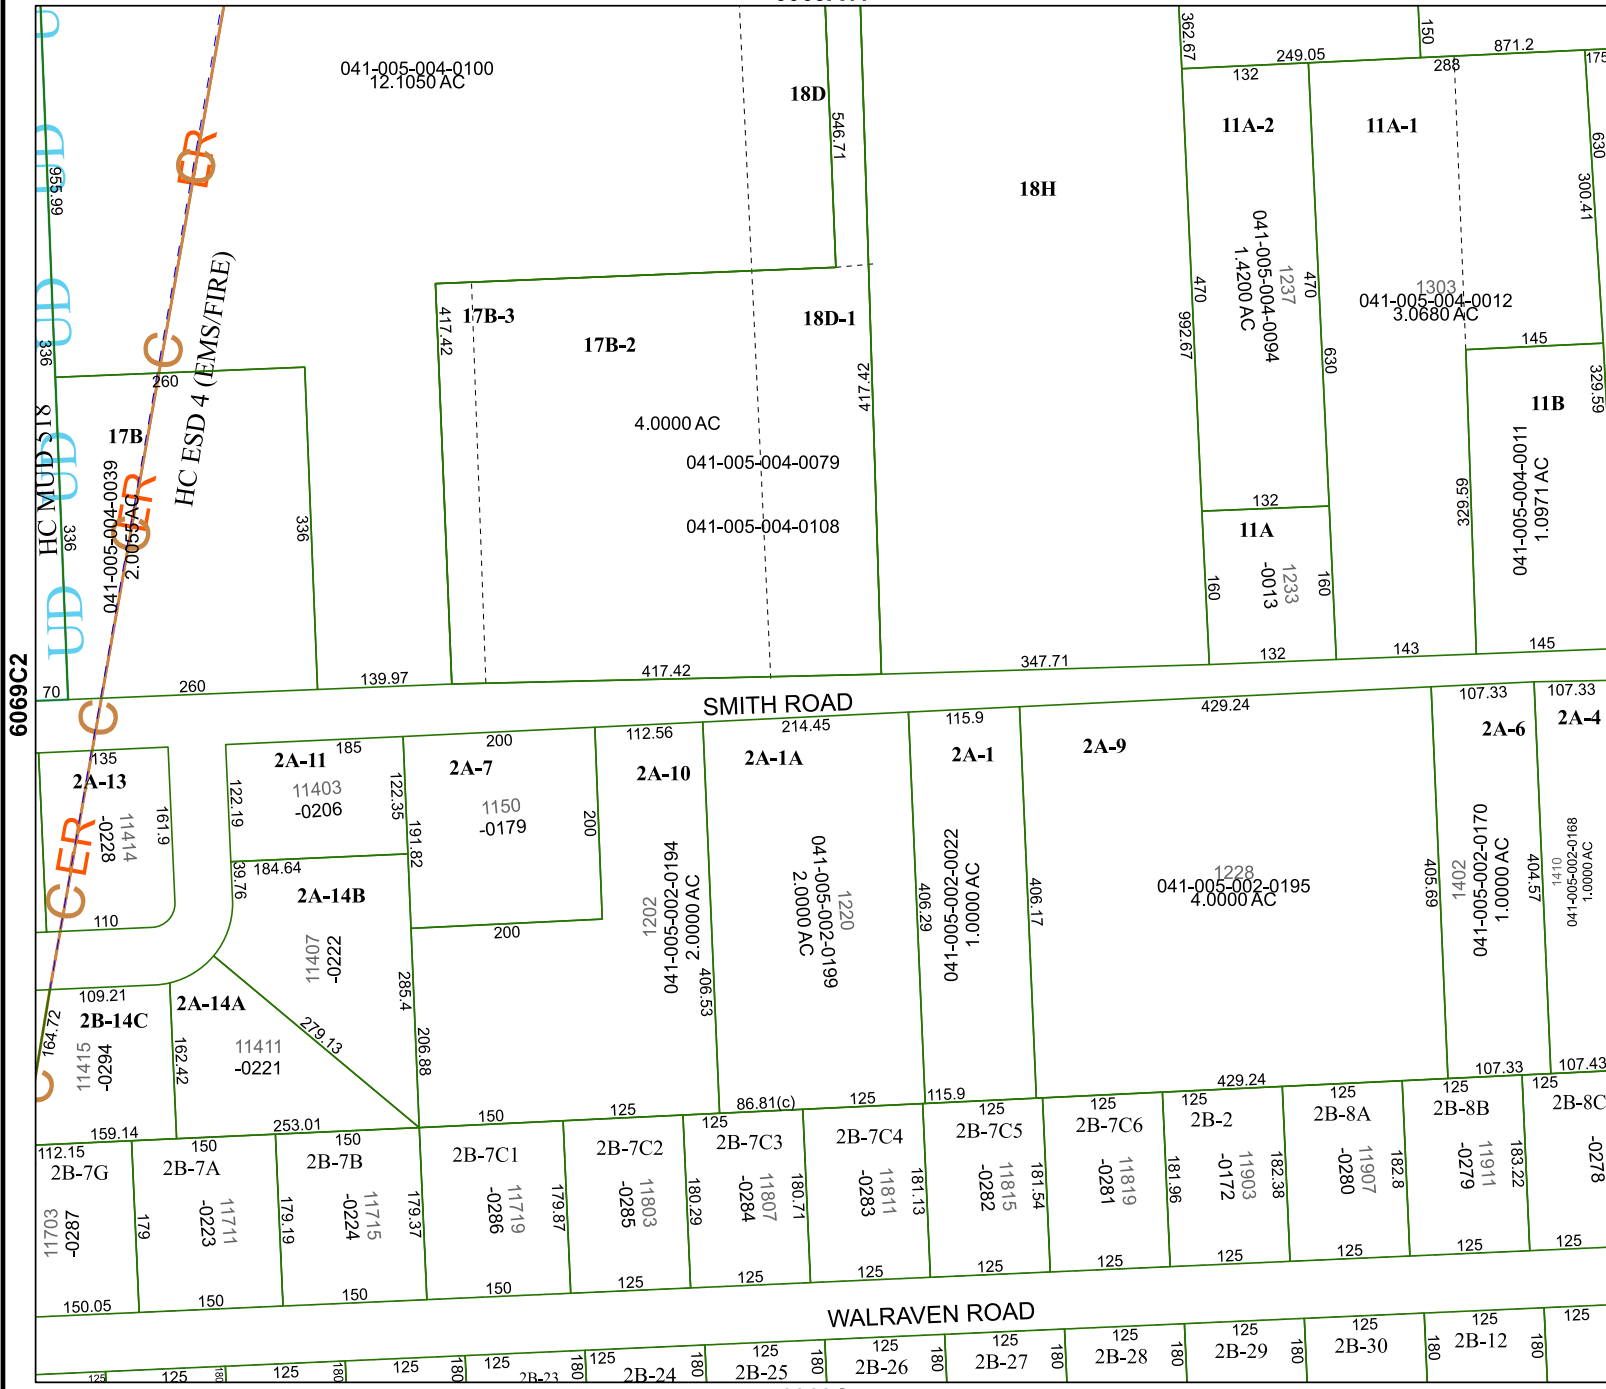 041-005-004-0100
12.1050 AC
18D
546.71
362.67
249.05
132
150
871.2
288
175
11A-2
11A-1
630
300.41
18H
955.99
336
HC ESD 4 (EMS/FIRE)
HC MUD 518
UD
UD
UD
UD
ER
C
C
ER
C
ER
C
C
C
260
17B
041-005-004-0039
2.0055 AC
336
336
417.42
17B-3
17B-2
18D-1
4.0000 AC
041-005-004-0079
041-005-004-0108
417.42
470
992.67
1237
041-005-004-0094
1.4200 AC
470
630
1303
041-005-004-0012
3.0680 AC
145
329.59
11B
329.59
041-005-004-0011
1.0971 AC
132
11A
160
1233
-0013
160
6069C2
70
260
139.97
417.42
347.71
132
143
145
SMITH ROAD
135
2A-13
11414
-0228
161.9
110
2A-11
185
11403
-0206
122.19
122.35
39.76
184.64
2A-14B
11407
-0222
200
2A-7
1150
-0179
200
191.82
200
285.4
206.88
112.56
2A-10
1202
041-005-002-0194
2.0000 AC
406.53
214.45
2A-1A
1220
041-005-002-0199
2.0000 AC
406.29
115.9
2A-1
041-005-002-0022
1.0000 AC
406.17
429.24
2A-9
1228
041-005-002-0195
4.0000 AC
405.69
107.33
2A-6
1402
041-005-002-0170
1.0000 AC
404.57
107.33
2A-4
1410
041-005-002-0168
1.0000 AC
109.21
164.72
2B-14C
11415
-0294
162.42
2A-14A
11411
-0221
279.13
159.14
253.01
150
125
86.81(c)
125
115.9
429.24
107.33
107.43
112.15
2B-7G
11703
-0287
179
150.05
150
2B-7A
11711
-0223
179.19
150
150
2B-7B
11715
-0224
179.37
150
2B-7C1
11719
-0286
179.87
150
2B-7C2
11803
-0285
180.29
125
125
2B-7C3
11807
-0284
180.71
125
2B-7C4
11811
-0283
181.13
125
125
2B-7C5
11815
-0282
181.54
125
125
2B-7C6
11819
-0281
181.96
125
125
2B-2
11903
-0172
182.38
125
125
2B-8A
11907
-0280
182.8
125
125
2B-8B
11911
-0279
183.22
125
125
2B-8C
-0278
125
WALRAVEN ROAD
125
125
180
125
180
125
180
125
2B-23
180
125
2B-24
180
125
2B-25
180
125
2B-26
180
125
2B-27
180
125
2B-28
180
125
2B-29
180
125
2B-30
180
125
2B-12
180
125